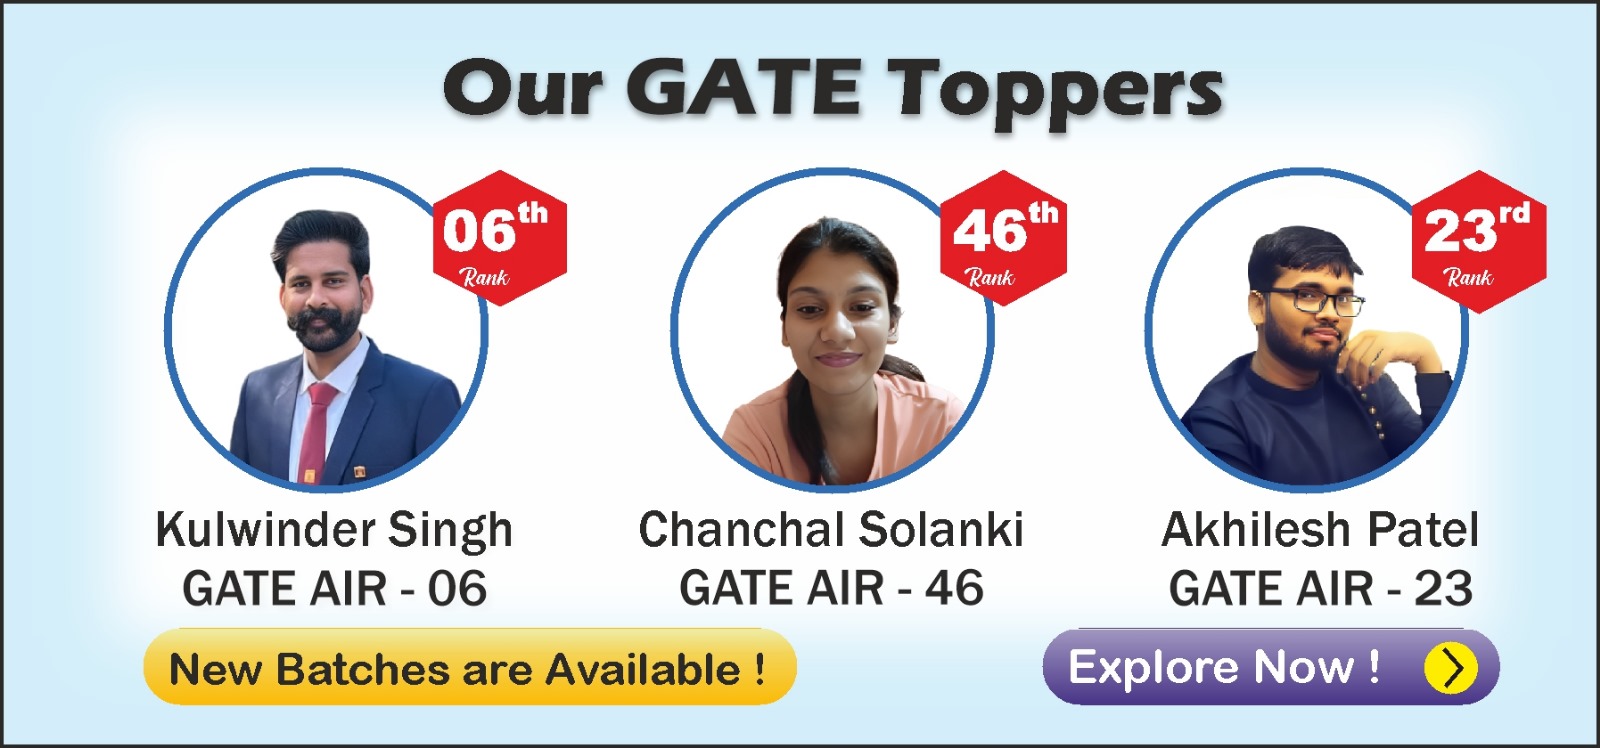 Our GATE Toppers
06th
Rank
46th
Rank
23rd
Rank
Kulwinder Singh
GATE AIR - 06
Chanchal Solanki
GATE AIR - 46
Akhilesh Patel
GATE AIR - 23
New Batches are Available !
Explore Now !